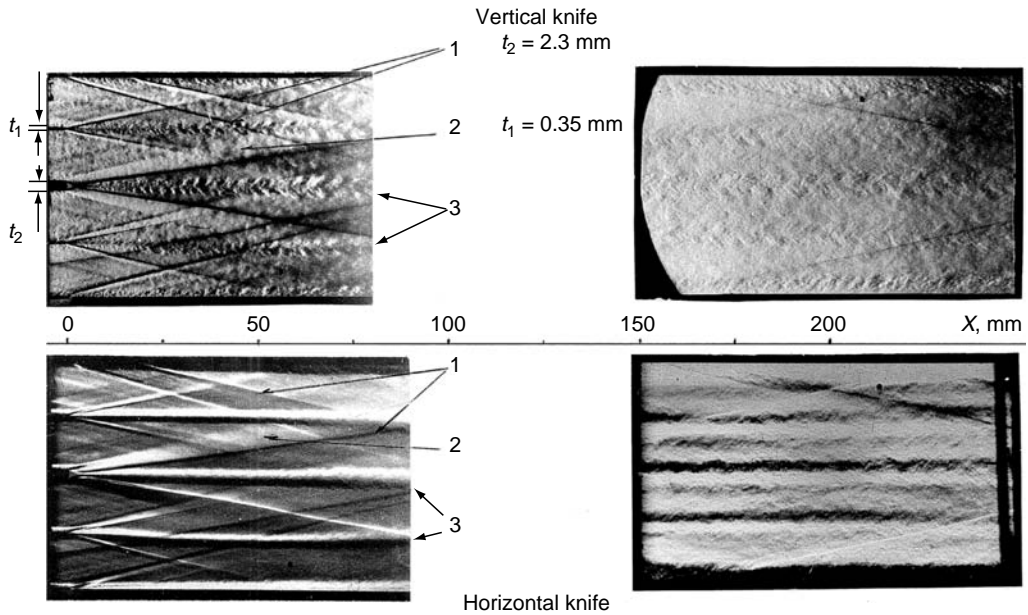 Vertical knife
1
t₂ = 2.3 mm
t₁
2
t₁ = 0.35 mm
3
t₂
0 50 100 150 200 X, mm
1
2
3
Horizontal knife